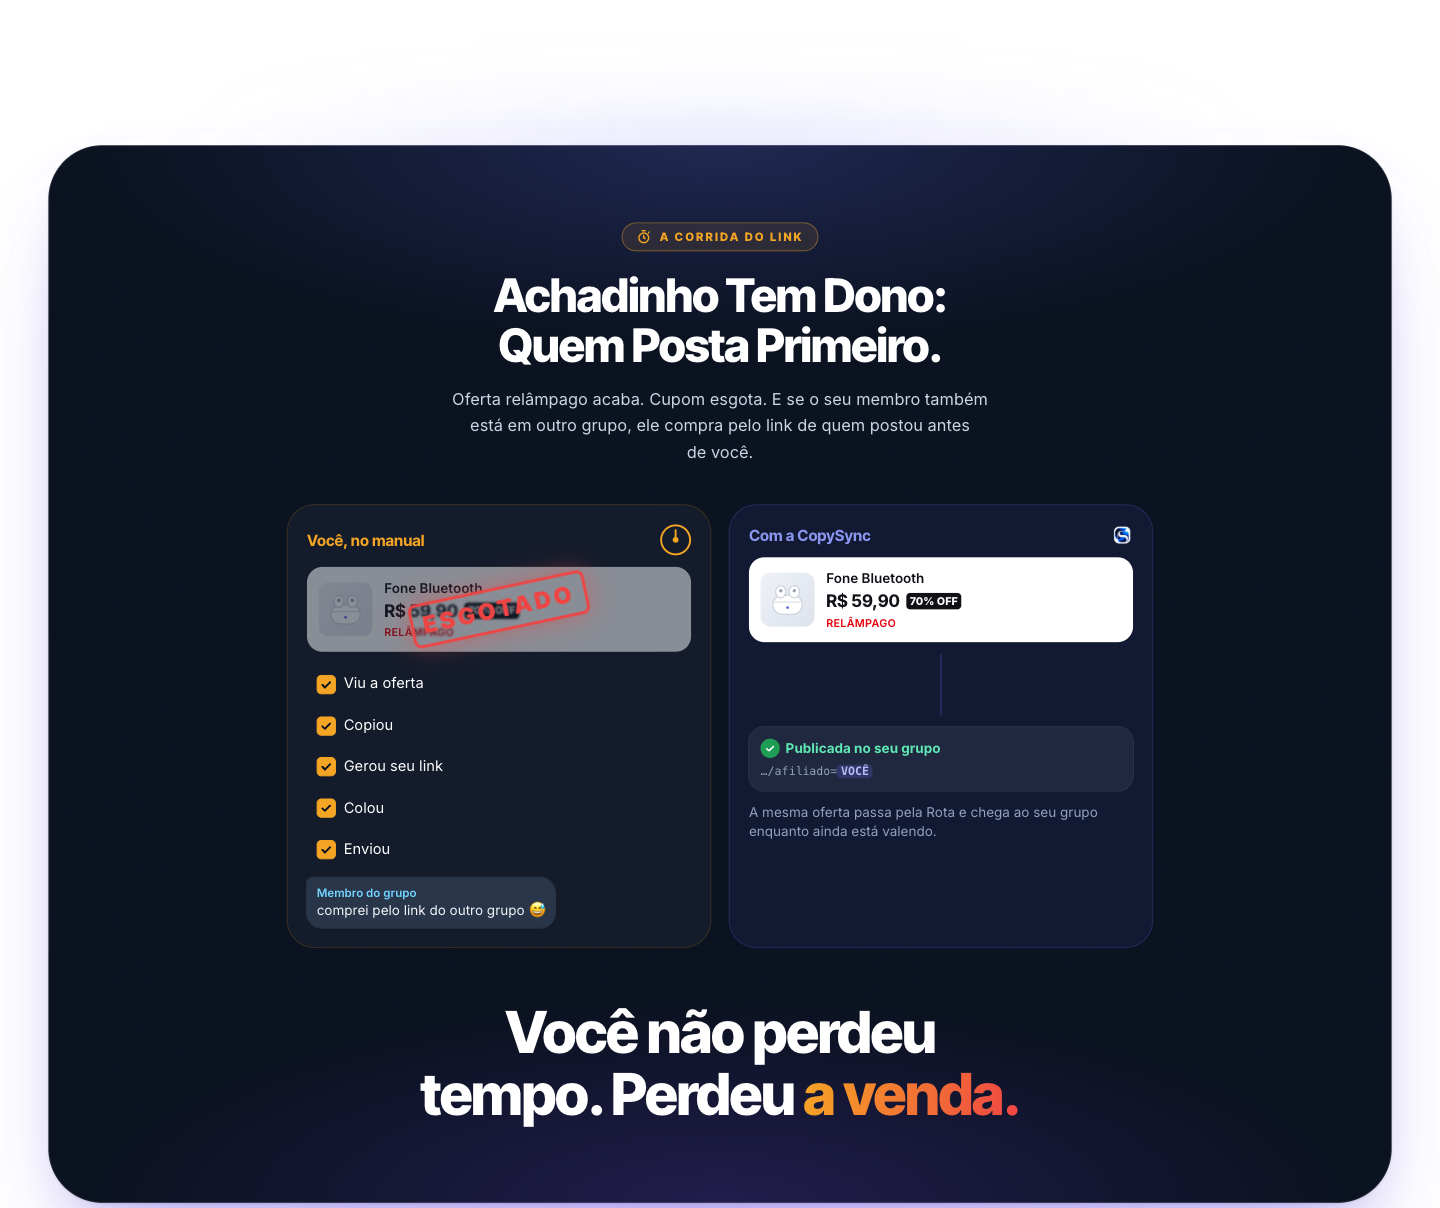 A CORRIDA DO LINK
Achadinho Tem Dono:
Quem Posta Primeiro.
Oferta relâmpago acaba. Cupom esgota. E se o seu membro também
está em outro grupo, ele compra pelo link de quem postou antes
de você.
Você, no manual
Fone Bluetooth
R$ 59,90
RELÂMPAGO
ESGOTADO
Viu a oferta
Copiou
Gerou seu link
Colou
Enviou
Membro do grupo
comprei pelo link do outro grupo 😅
Com a CopySync
Fone Bluetooth
R$ 59,90 70% OFF
RELÂMPAGO
Publicada no seu grupo
…/afiliado=VOCÊ
A mesma oferta passa pela Rota e chega ao seu grupo
enquanto ainda está valendo.
Você não perdeu
tempo. Perdeu a venda.